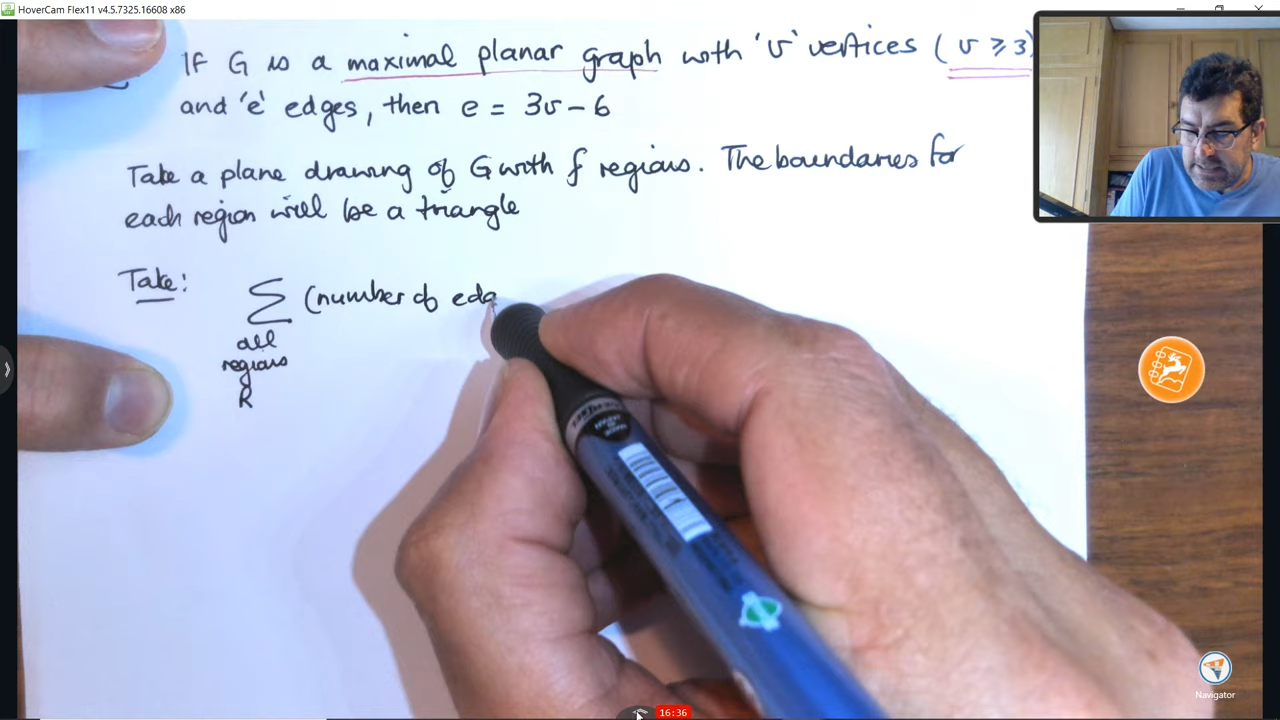 HoverCam Flex11 v4.5.7325.16608 x86
If G is a maximal planar graph with 'v' vertices (v ≥ 3)
and 'e' edges, then e = 3v - 6
Take a plane drawing of G with f regions. The boundaries for
each region will be a triangle
Take: ∑ (number of edg
all
regions
R
Navigator
16:36